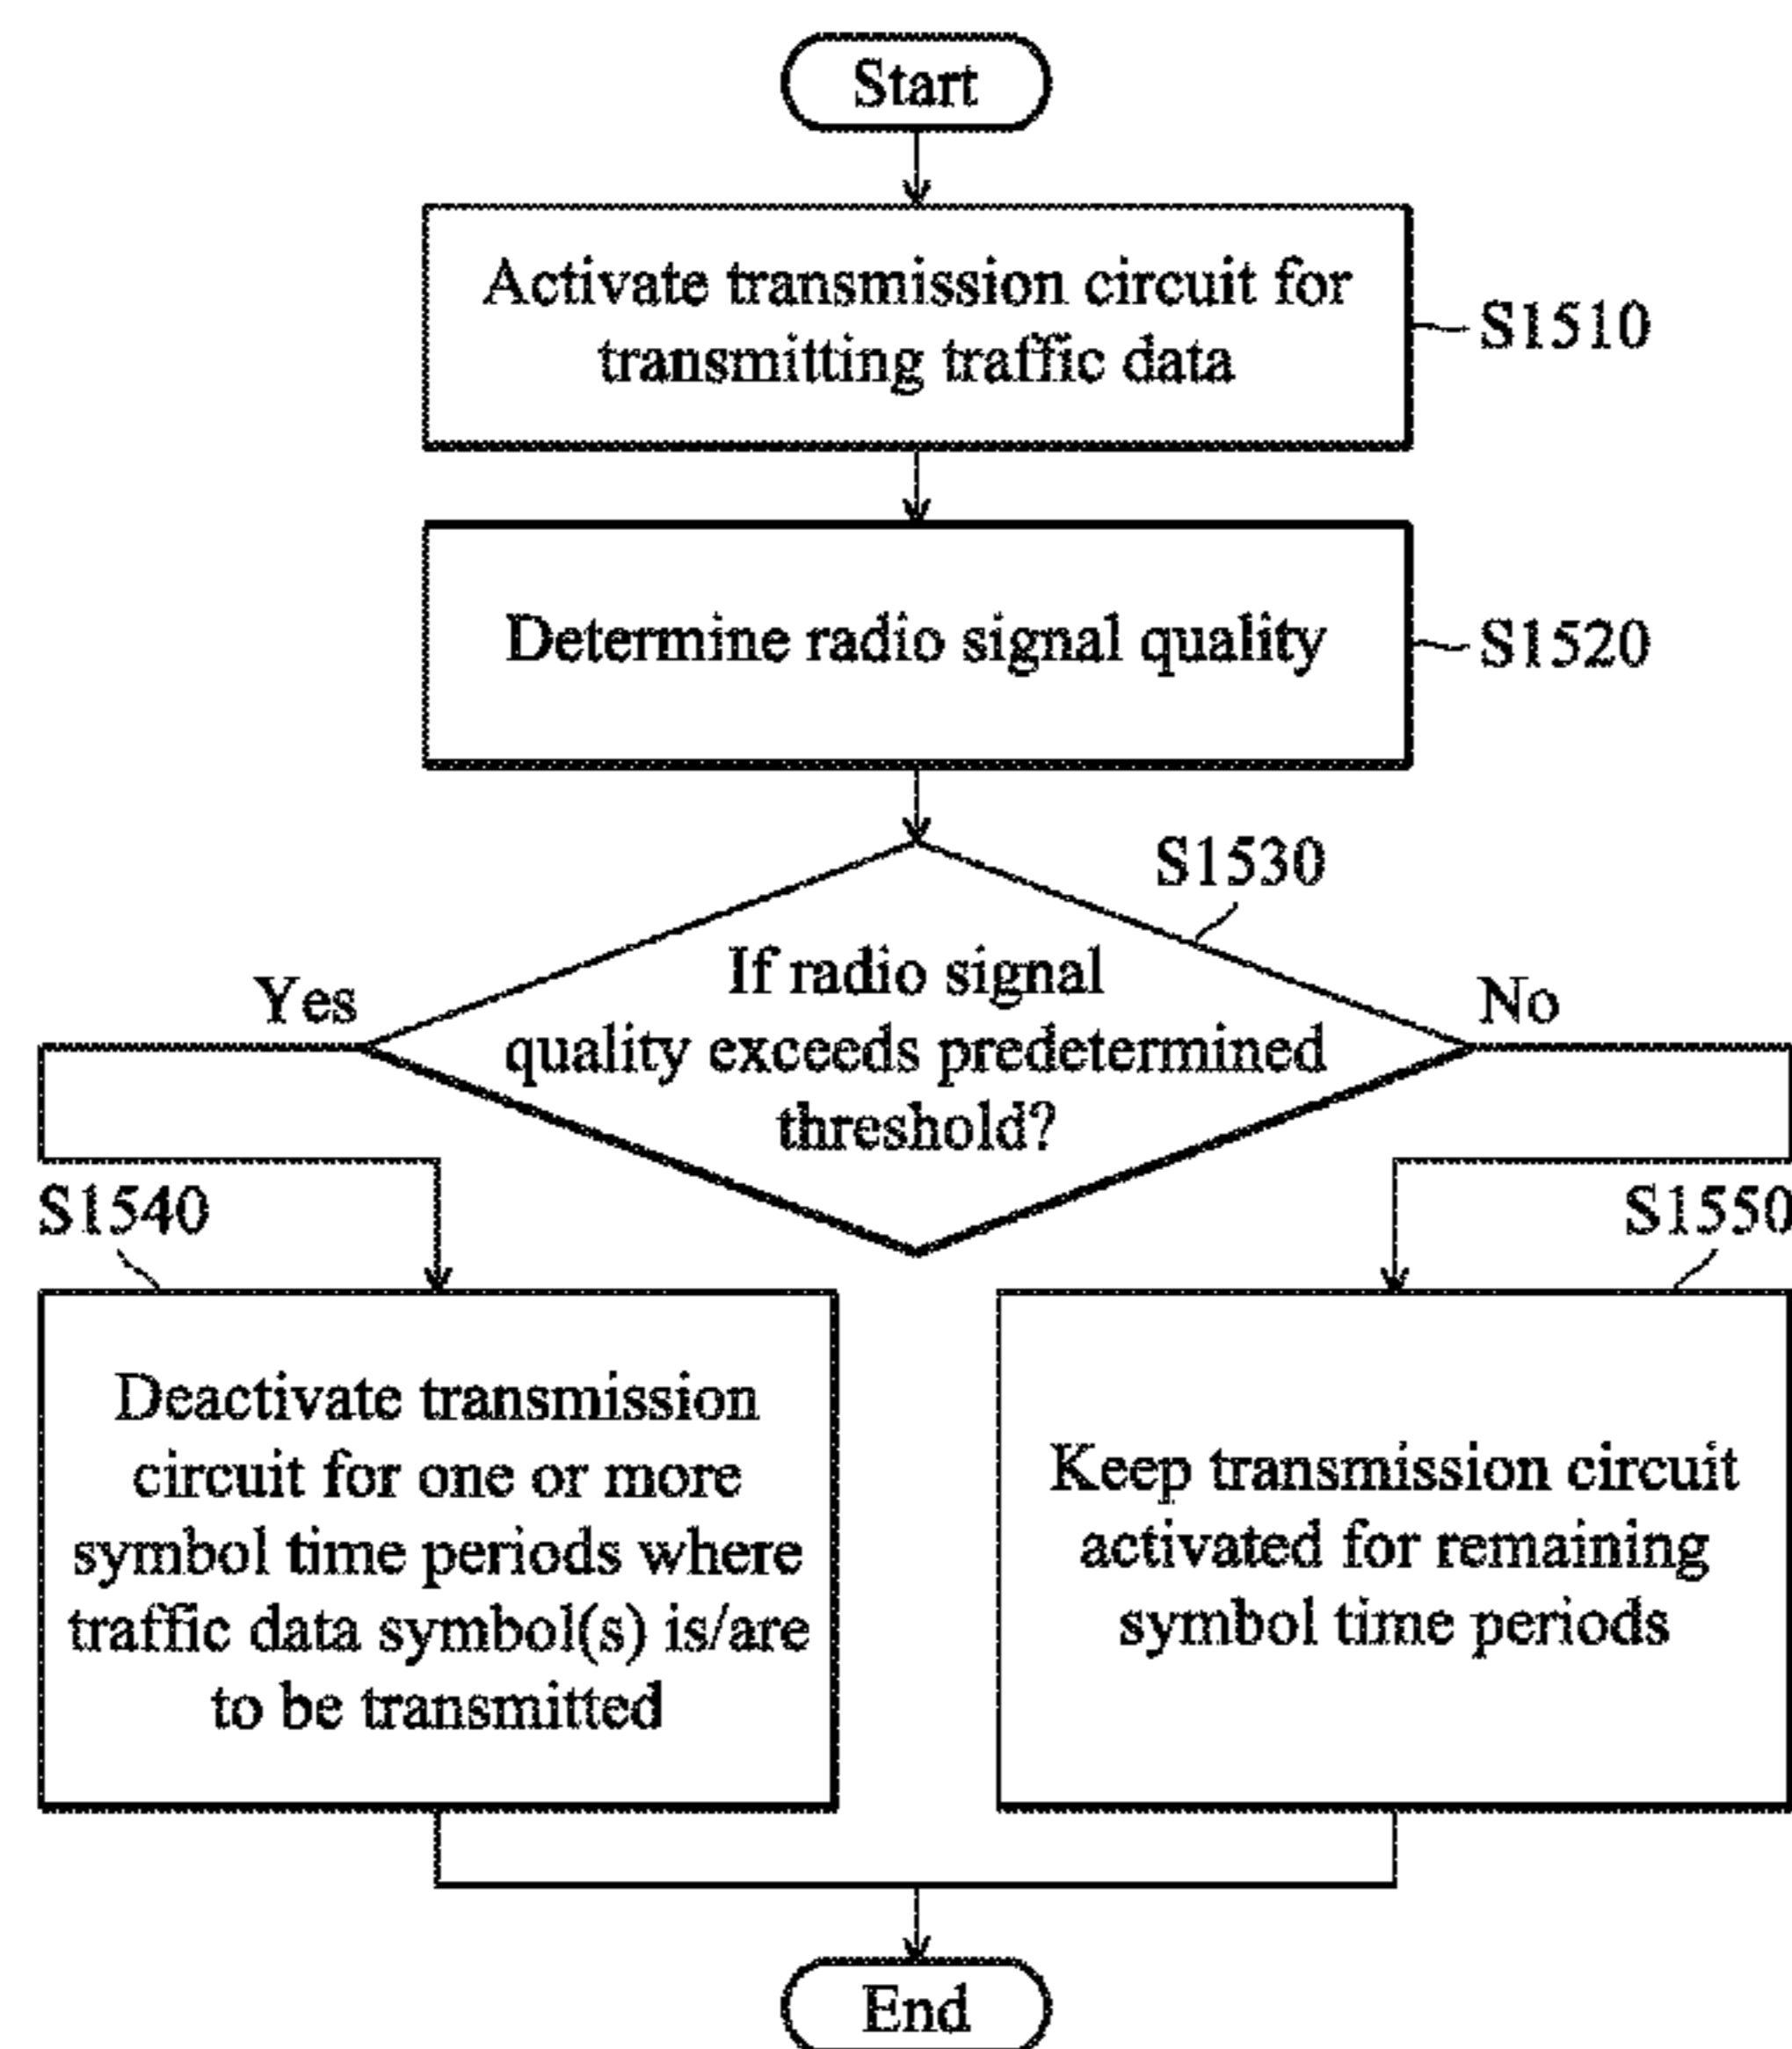 Start
Activate transmission circuit for
transmitting traffic data
S1510
Determine radio signal quality
S1520
S1530
If radio signal
quality exceeds predetermined
threshold?
Yes
No
S1540
Deactivate transmission
circuit for one or more
symbol time periods where
traffic data symbol(s) is/are
to be transmitted
S1550
Keep transmission circuit
activated for remaining
symbol time periods
End